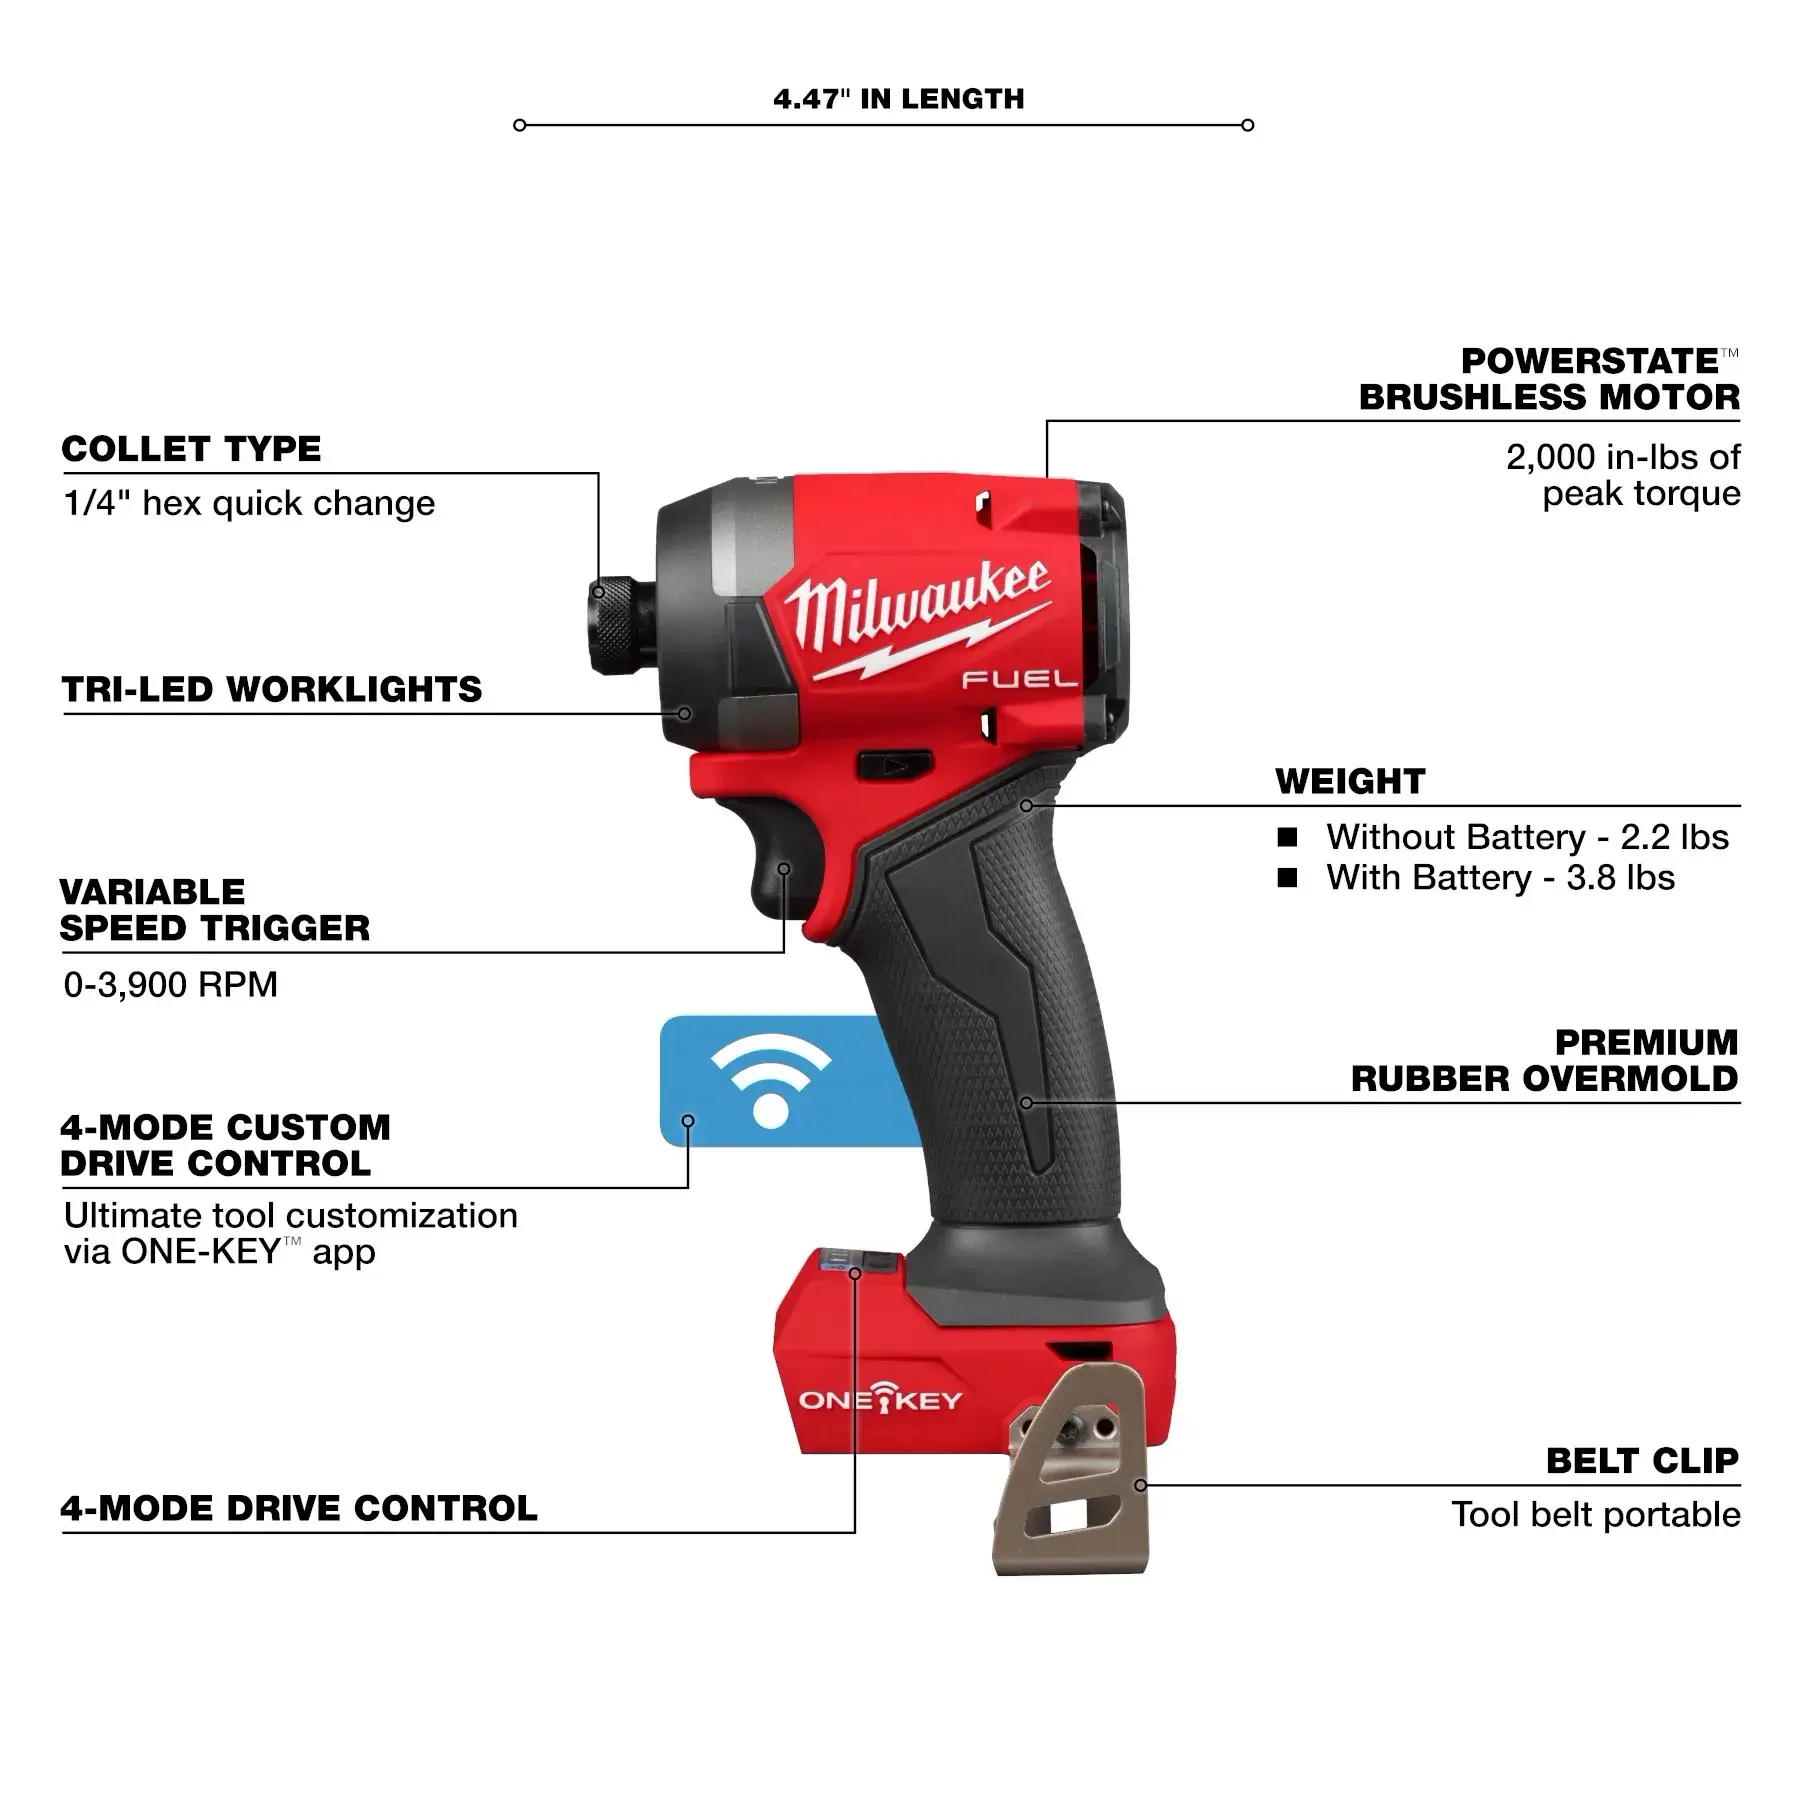 4.47" IN LENGTH
POWERSTATE™
BRUSHLESS MOTOR
2,000 in-lbs of
peak torque
COLLET TYPE
1/4" hex quick change
Milwaukee
FUEL
TRI-LED WORKLIGHTS
WEIGHT
■ Without Battery - 2.2 lbs
■ With Battery - 3.8 lbs
VARIABLE
SPEED TRIGGER
0-3,900 RPM
PREMIUM
RUBBER OVERMOLD
4-MODE CUSTOM
DRIVE CONTROL
Ultimate tool customization
via ONE-KEY™ app
ONE KEY
BELT CLIP
Tool belt portable
4-MODE DRIVE CONTROL